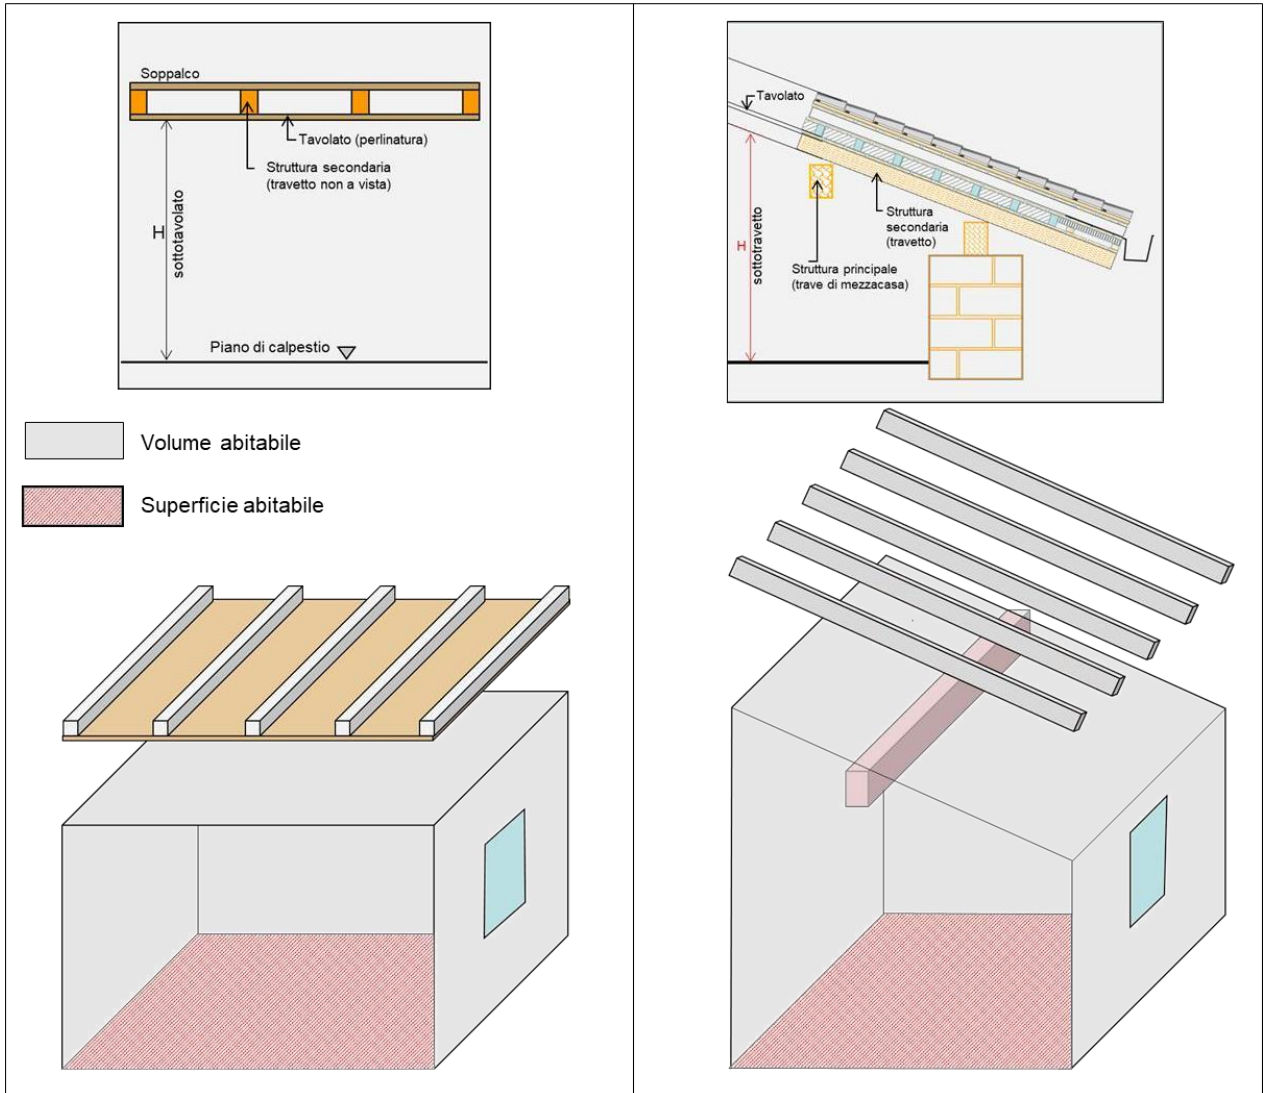 Soppalco
Tavolato (perlinatura)
Struttura secondaria
(travetto non a vista)
H
sottotavolato
Piano di calpestio
Tavolato
H
sottotravetto
Struttura
secondaria
(travetto)
Struttura principale
(trave di mezzacasa)
Volume abitabile
Superficie abitabile